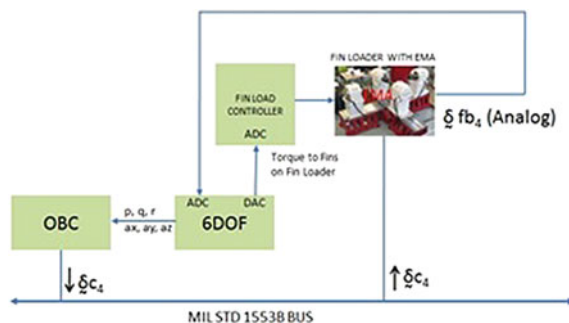 FIN LOADER WITH EMA
FIN LOAD
CONTROLLER
ADC
EMA
δ fb₄ (Analog)
Torque to Fins
on Fin Loader
ADC
DAC
6DOF
p, q, r
ax, ay, az
OBC
δc₄
δc₄
MIL STD 1553B BUS